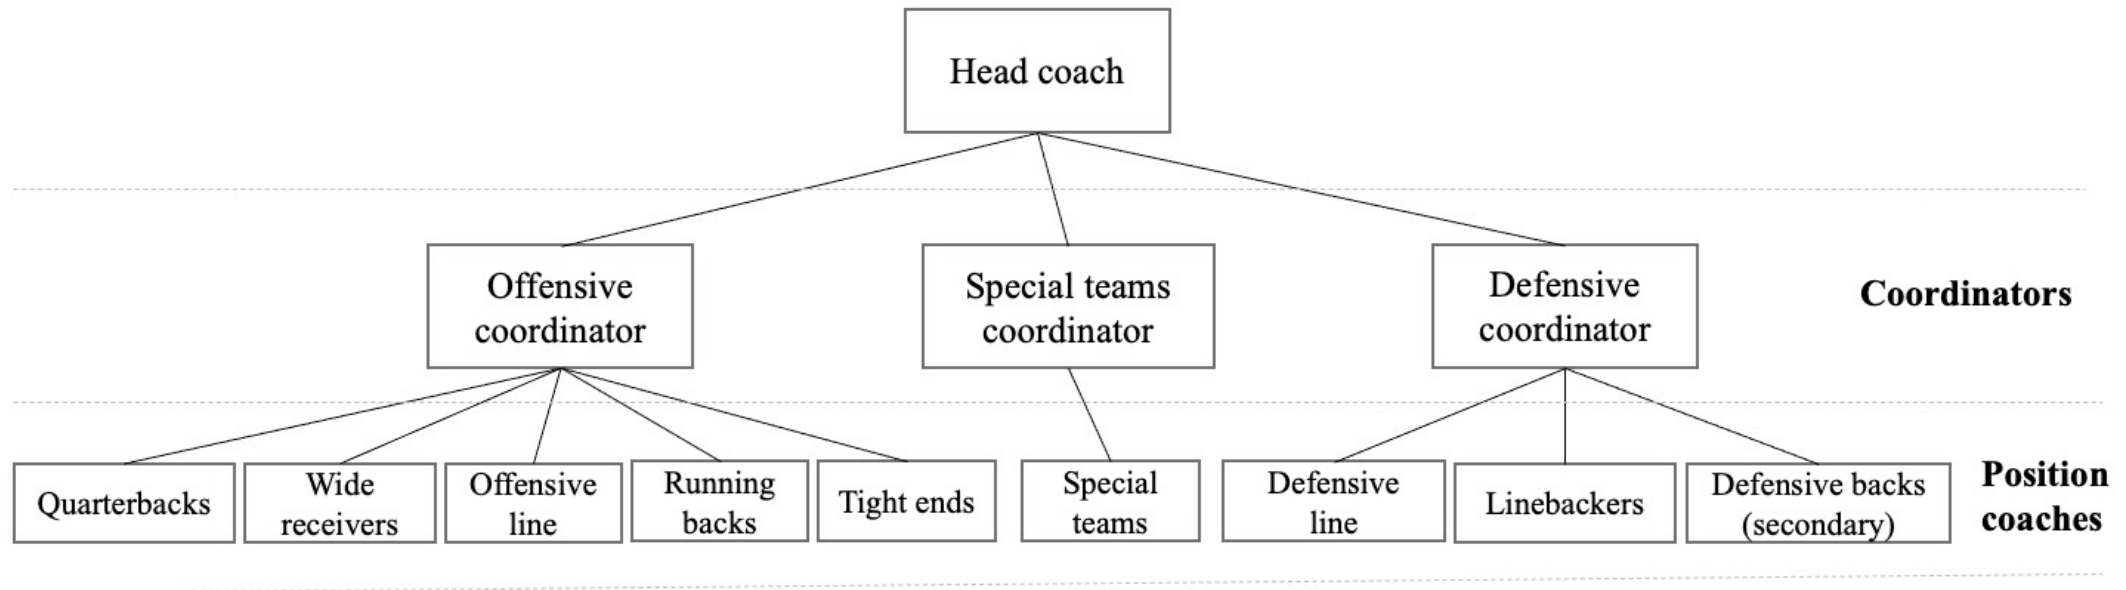 Head coach
Offensive
coordinator
Special teams
coordinator
Defensive
coordinator
Coordinators
Quarterbacks
Wide
receivers
Offensive
line
Running
backs
Tight ends
Special
teams
Defensive
line
Linebackers
Defensive backs
(secondary)
Position
coaches